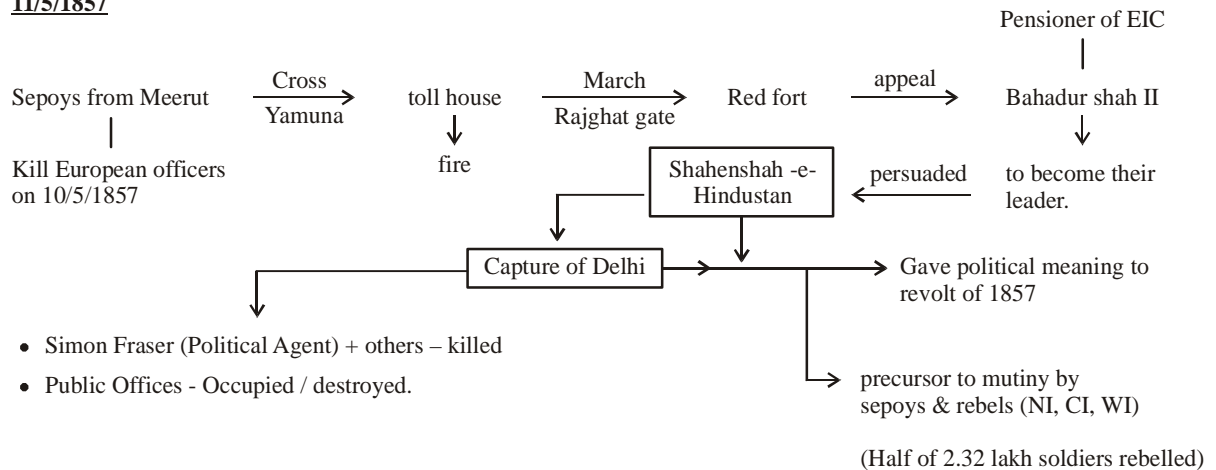 11/5/1857
Pensioner of EIC
Sepoys from Meerut
Cross
Yamuna
toll house
March
Rajghat gate
Red fort
appeal
Bahadur shah II
Kill European officers
on 10/5/1857
fire
Shahenshah -e-
Hindustan
persuaded
to become their
leader.
Capture of Delhi
Gave political meaning to
revolt of 1857
• Simon Fraser (Political Agent) + others – killed
• Public Offices - Occupied / destroyed.
precursor to mutiny by
sepoys & rebels (NI, CI, WI)
(Half of 2.32 lakh soldiers rebelled)